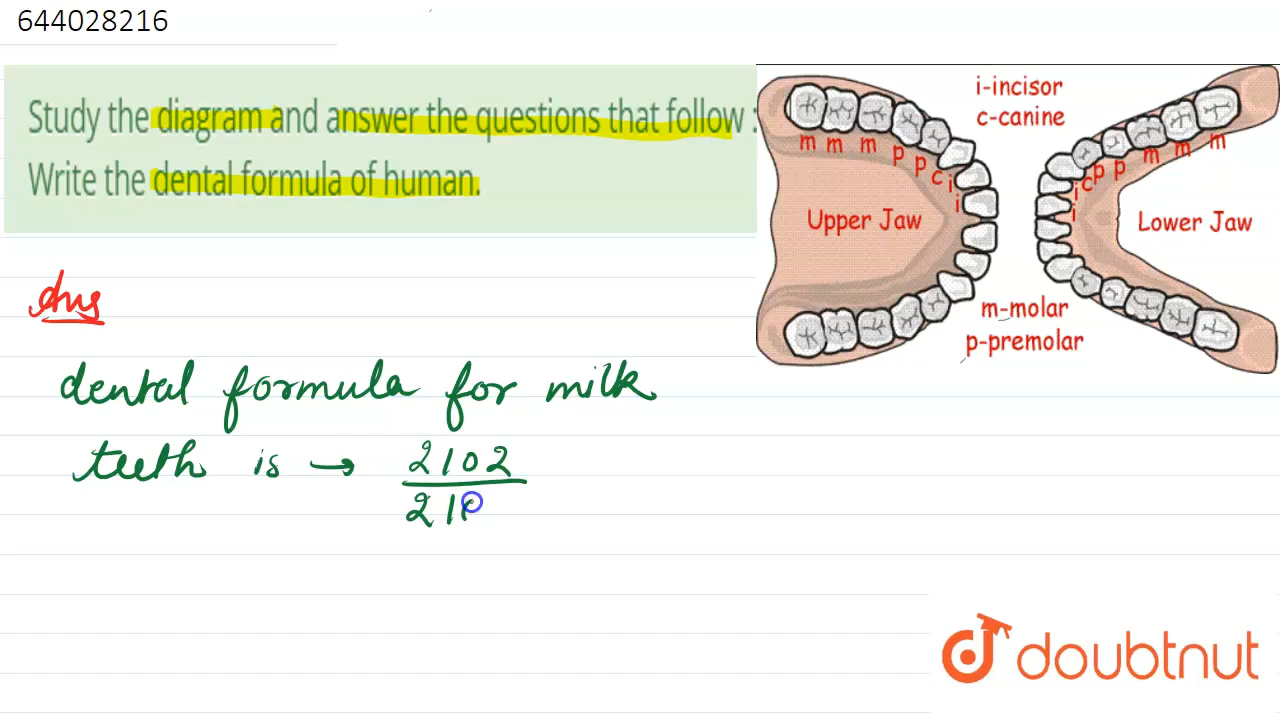 644028216
Study the diagram and answer the questions that follow :
Write the dental formula of human.
i-incisor
c-canine
m m m p p c i i
i i c p p m m m
Upper Jaw
Lower Jaw
m-molar
p-premolar
Ans
dental formula for milk
teeth is → 2102
21
doubtnut